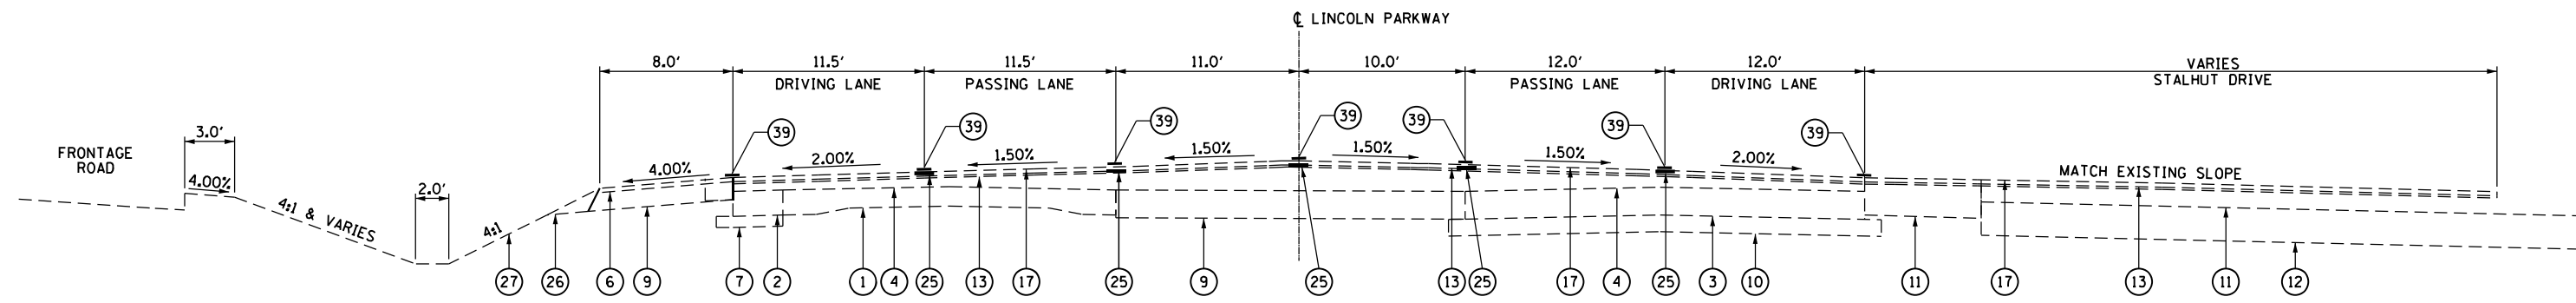 ℄ LINCOLN PARKWAY
8.0' 11.5' 11.5' 11.0' 10.0' 12.0' 12.0' VARIES
DRIVING LANE PASSING LANE PASSING LANE DRIVING LANE STALHUT DRIVE
3.0'
39 39 39 39 39 39 39
FRONTAGE
ROAD
4.00% 4.00% 2.00% 1.50% 1.50% 1.50% 1.50% 2.00%
MATCH EXISTING SLOPE
2.0'
4:1 & VARIES
4:1
27 26 6 9 7 2 1 4 25 13 17 25 9 25 13 25 17 4 25 3 10 11 17 13 11 12